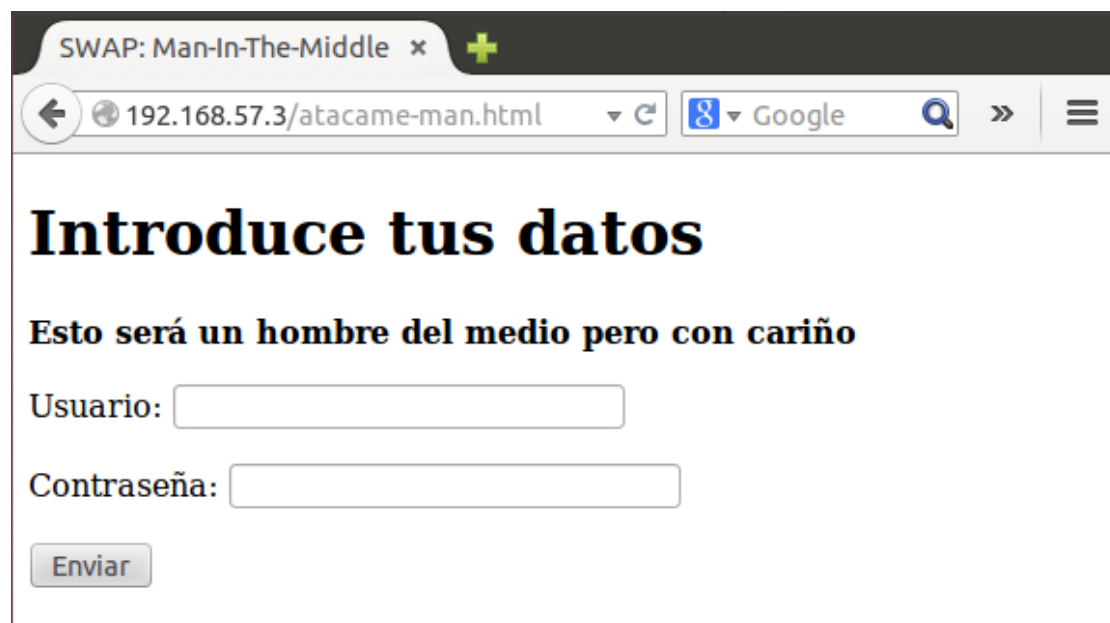 SWAP: Man-In-The-Middle
192.168.57.3/atacame-man.html Google
Introduce tus datos
Esto será un hombre del medio pero con cariño
Usuario:
Contraseña:
Enviar